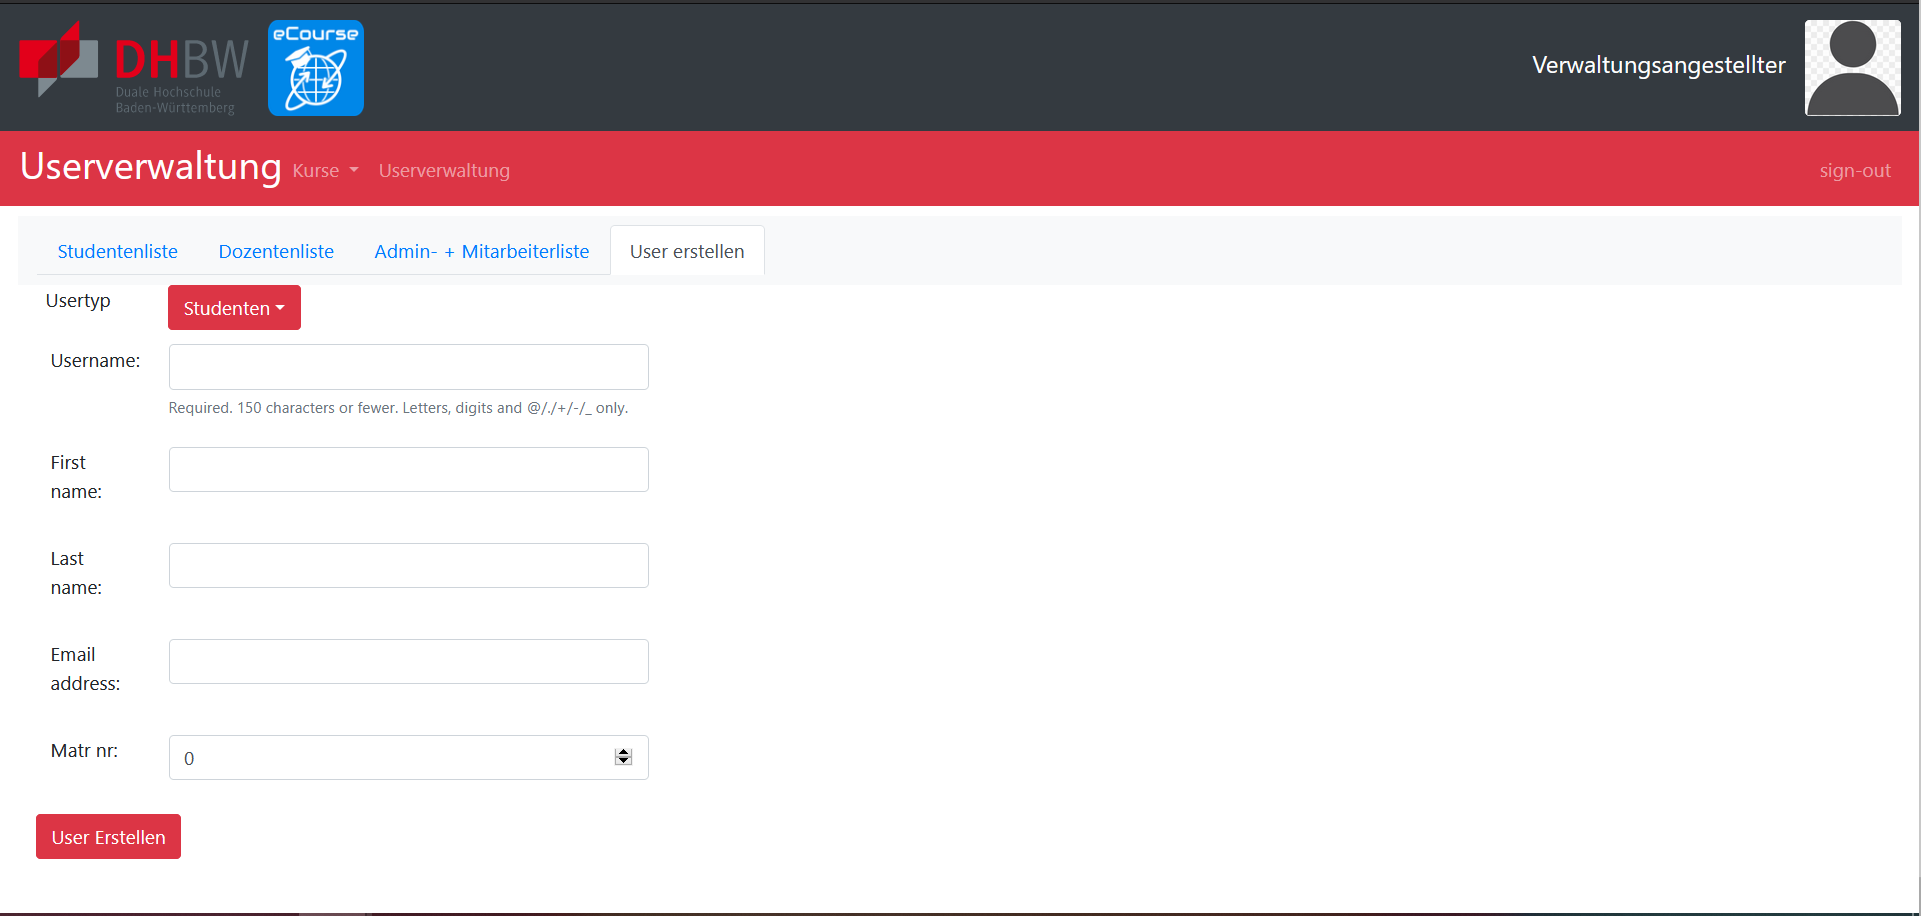 DHBW
Duale Hochschule
Baden-Württemberg
eCourse
Verwaltungsangestellter
Userverwaltung Kurse Userverwaltung sign-out
Studentenliste Dozentenliste Admin- + Mitarbeiterliste User erstellen
Usertyp Studenten
Username:
Required. 150 characters or fewer. Letters, digits and @/./+/-/_ only.
First
name:
Last
name:
Email
address:
Matr nr: 0
User Erstellen